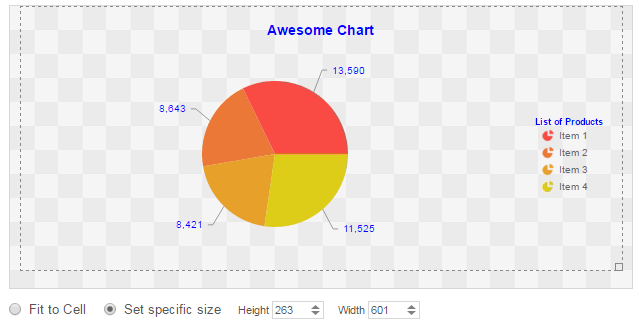 Awesome Chart
13,590
8,643
List of Products
Item 1
Item 2
Item 3
Item 4
8,421
11,525
Fit to Cell Set specific size Height 263 Width 601